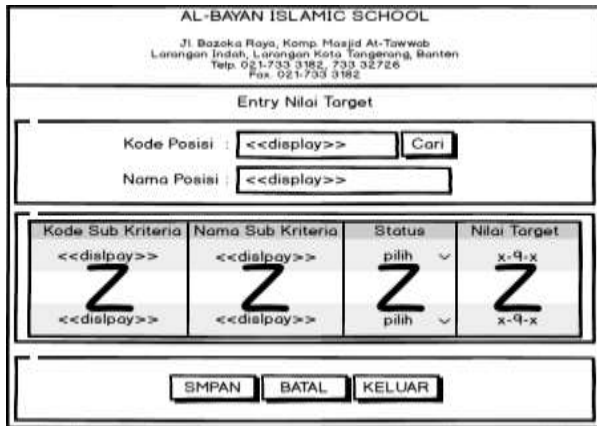 AL-BAYAN ISLAMIC SCHOOL
Jl. Bazoka Raya, Komp. Masjid At-Tawwab
Larangan Indah, Larangan Kota Tangerang, Banten
Telp. 021-733 3182, 733 32726
Fax. 021-733 3182
Entry Nilai Target
Kode Posisi : <<display>> Cari
Nama Posisi : <<display>>
Kode Sub Kriteria Nama Sub Kriteria Status Nilai Target
<<dislpay>> <<dislpay>> pilih x-9-x
Z Z Z Z
<<dislpay>> <<dislpay>> pilih x-9-x
SMPAN BATAL KELUAR